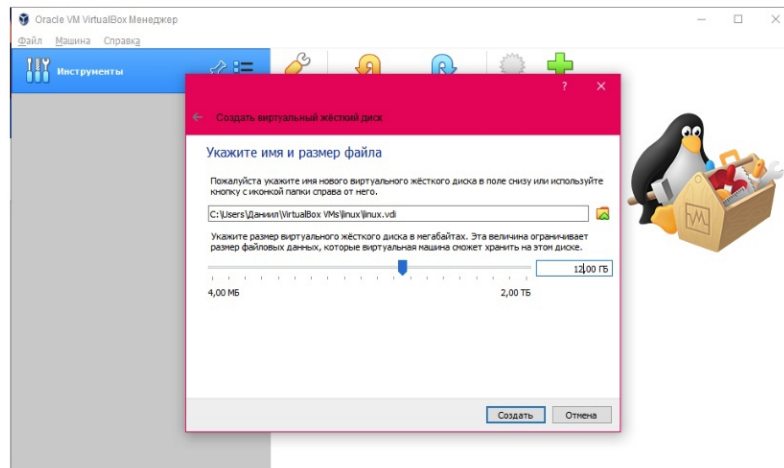 Oracle VM VirtualBox Менеджер
Файл Машина Справка
Инструменты
Создать виртуальный жёсткий диск
Укажите имя и размер файла
Пожалуйста укажите имя нового виртуального жёсткого диска в поле снизу или используйте
кнопку с иконкой папки справа от него.
C:\Users\Даниил\VirtualBox VMs\linux\linux.vdi
Укажите размер виртуального жёсткого диска в мегабайтах. Эта величина ограничивает
размер файловых данных, которые виртуальная машина сможет хранить на этом диске.
12,00 ГБ
4,00 МБ 2,00 ТБ
Создать Отмена